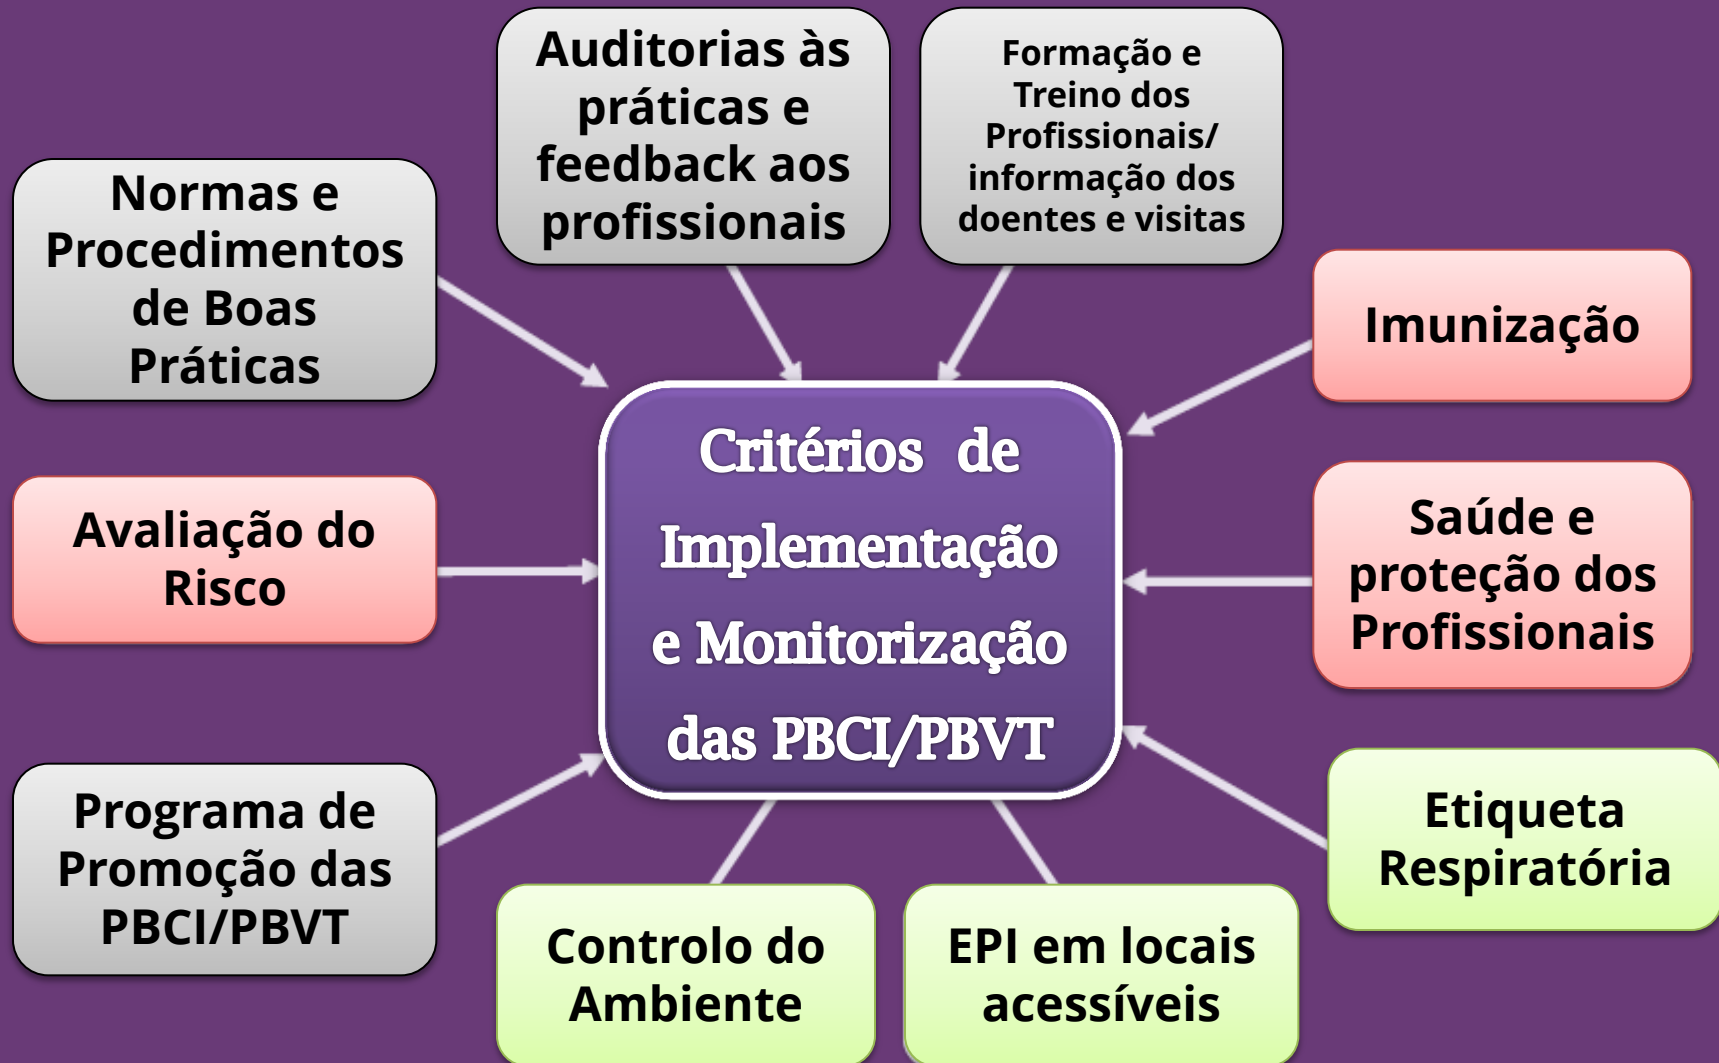 Auditorias às
práticas e
feedback aos
profissionais
Formação e
Treino dos
Profissionais/
informação dos
doentes e visitas
Normas e
Procedimentos
de Boas
Práticas
Imunização
Critérios de
Implementação
e Monitorização
das PBCI/PBVT
Avaliação do
Risco
Saúde e
proteção dos
Profissionais
Programa de
Promoção das
PBCI/PBVT
Etiqueta
Respiratória
Controlo do
Ambiente
EPI em locais
acessíveis